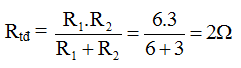 Rtđ = R1.R2 / R1 + R2 = 6.3 / 6 + 3 = 2Ω